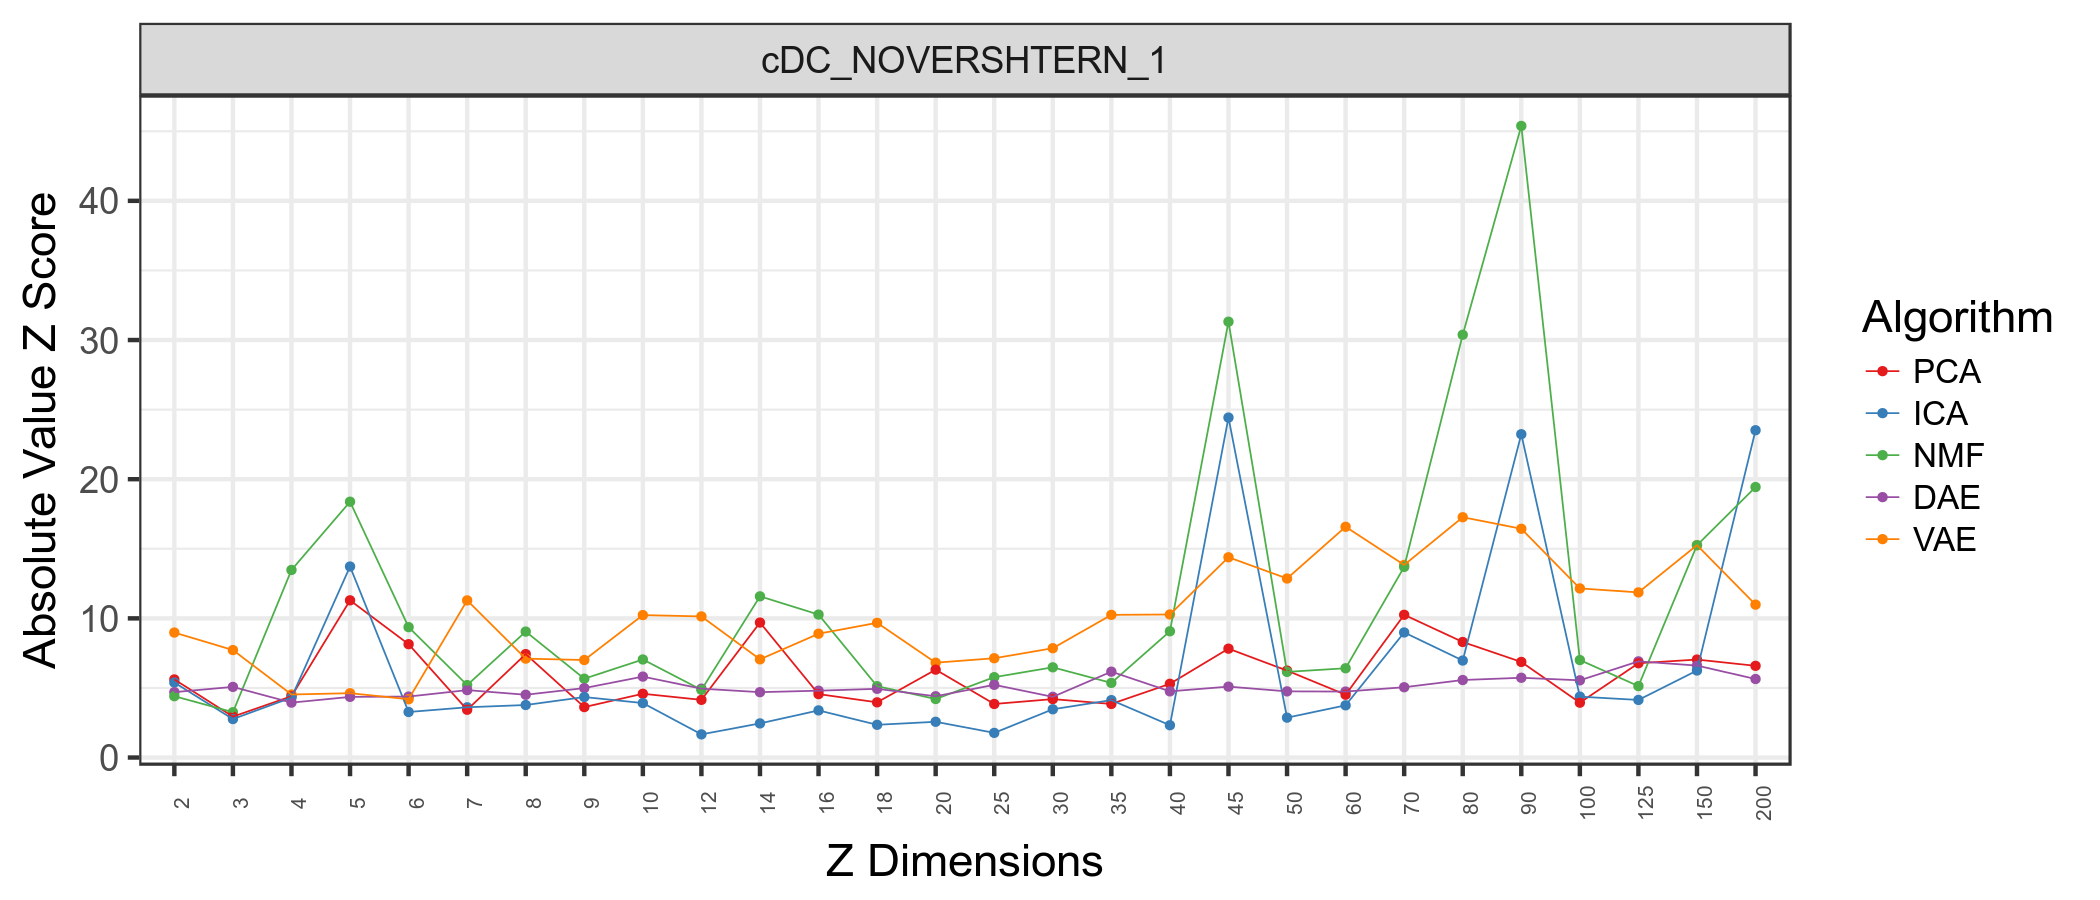 cDC_NOVERSHTERN_1
Absolute Value Z Score
40
30
20
10
0
2 3 4 5 6 7 8 9 10 12 14 16 18 20 25 30 35 40 45 50 60 70 80 90 100 125 150 200
Z Dimensions
Algorithm
PCA
ICA
NMF
DAE
VAE